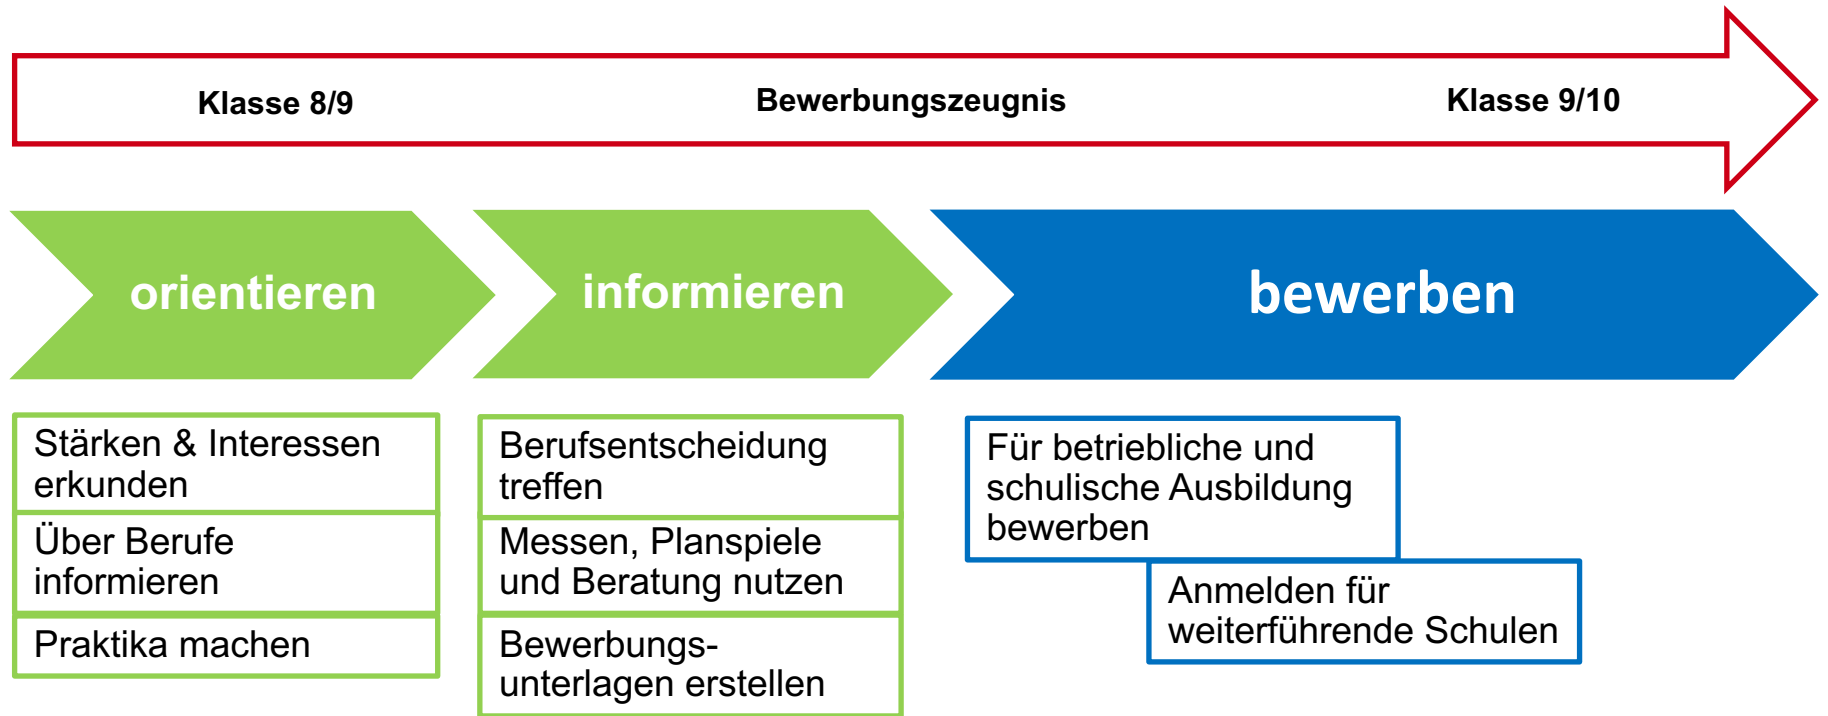 Klasse 8/9
Bewerbungszeugnis
Klasse 9/10
orientieren
informieren
bewerben
Stärken & Interessen
erkunden
Über Berufe
informieren
Praktika machen
Berufsentscheidung
treffen
Messen, Planspiele
und Beratung nutzen
Bewerbungs-
unterlagen erstellen
Für betriebliche und
schulische Ausbildung
bewerben
Anmelden für
weiterführende Schulen